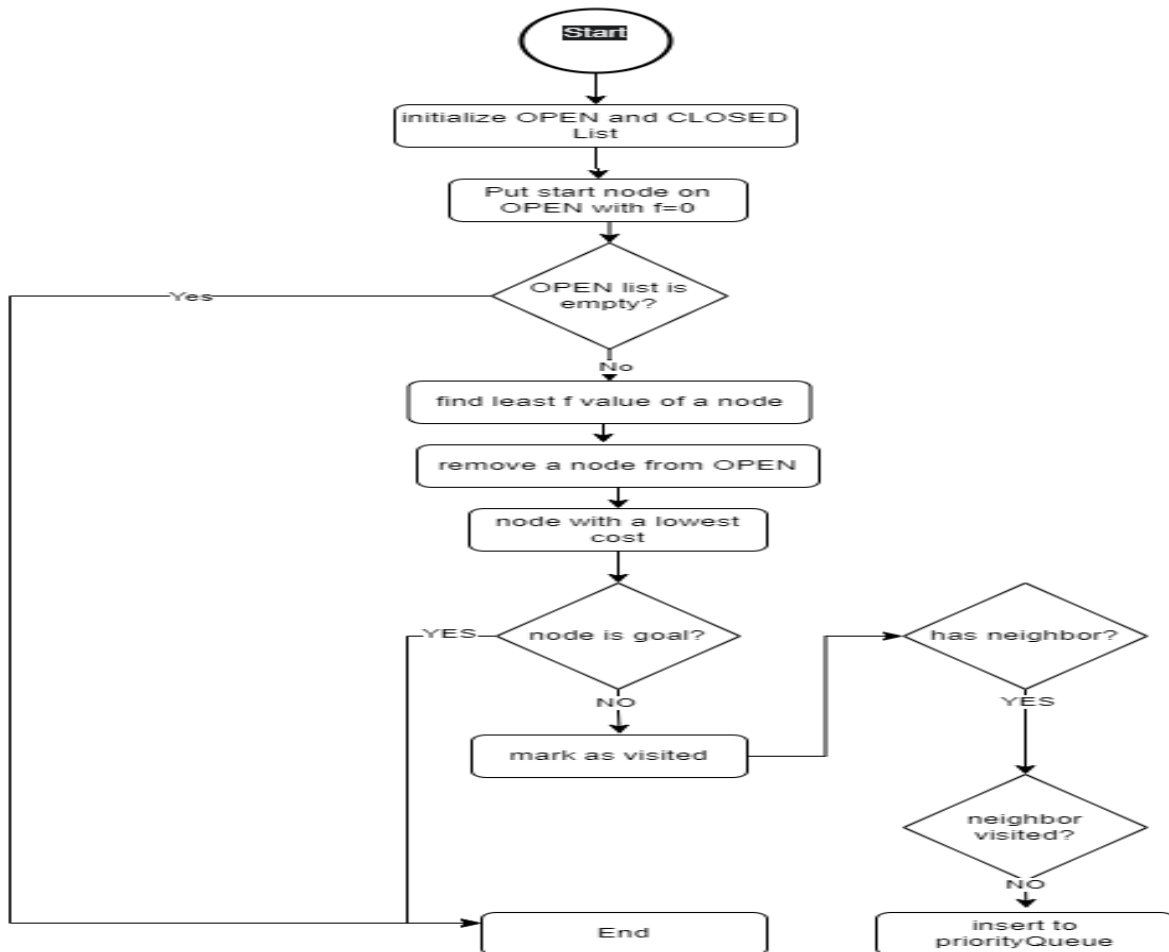 Start
initialize OPEN and CLOSED
List
Put start node on
OPEN with f=0
OPEN list is
empty?
Yes
No
find least f value of a node
remove a node from OPEN
node with a lowest
cost
node is goal?
YES
NO
mark as visited
has neighbor?
YES
neighbor
visited?
NO
insert to
priorityQueue
End